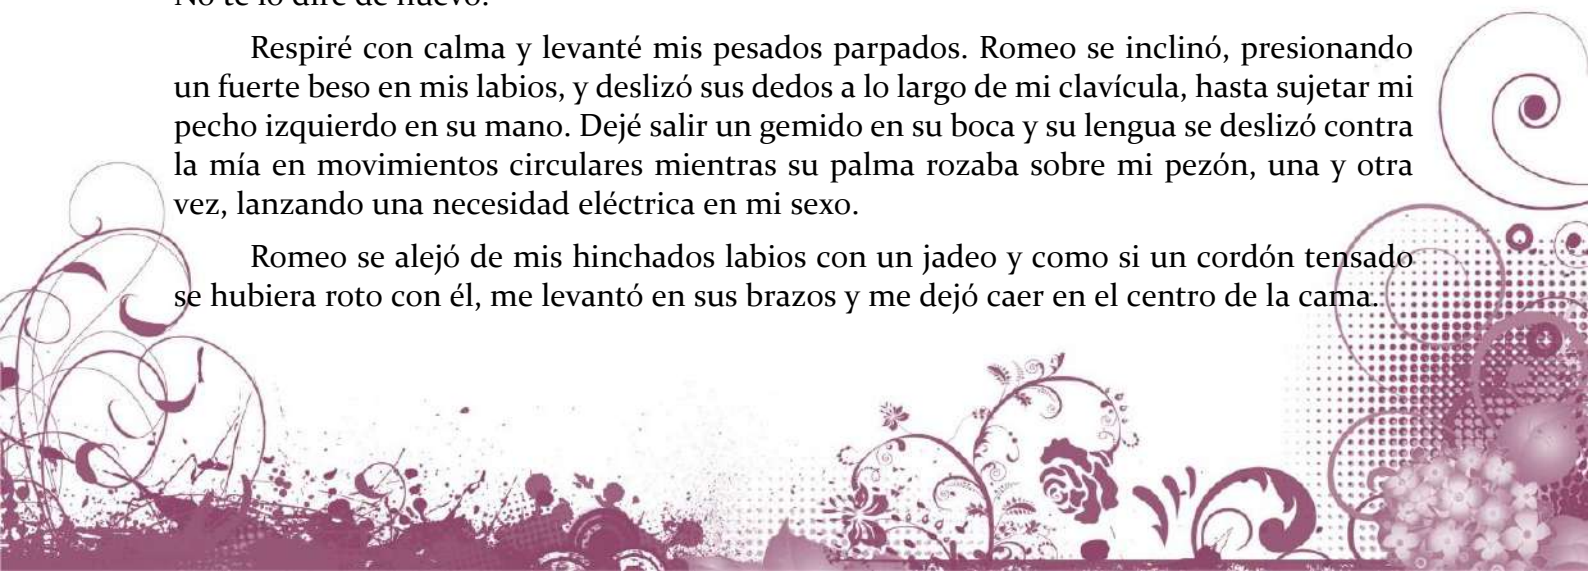 No te lo diré de nuevo.
Respiré con calma y levanté mis pesados parpados. Romeo se inclinó, presionando
un fuerte beso en mis labios, y deslizó sus dedos a lo largo de mi clavícula, hasta sujetar mi
pecho izquierdo en su mano. Dejé salir un gemido en su boca y su lengua se deslizó contra
la mía en movimientos circulares mientras su palma rozaba sobre mi pezón, una y otra
vez, lanzando una necesidad eléctrica en mi sexo.
Romeo se alejó de mis hinchados labios con un jadeo y como si un cordón tensado
se hubiera roto con él, me levantó en sus brazos y me dejó caer en el centro de la cama.